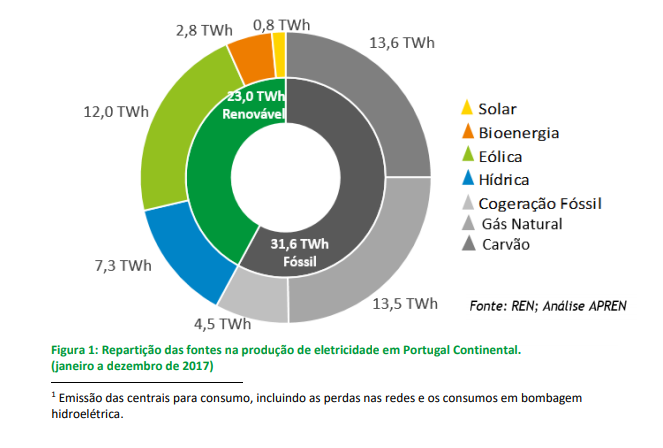 2,8 TWh
0,8 TWh
13,6 TWh
12,0 TWh
23,0 TWh
Renovável
31,6 TWh
Fóssil
7,3 TWh
4,5 TWh
13,5 TWh
Solar
Bioenergia
Eólica
Hídrica
Cogeração Fóssil
Gás Natural
Carvão
Fonte: REN; Análise APREN
Figura 1: Repartição das fontes na produção de eletricidade em Portugal Continental.
(janeiro a dezembro de 2017)
1 Emissão das centrais para consumo, incluindo as perdas nas redes e os consumos em bombagem
hidroelétrica.